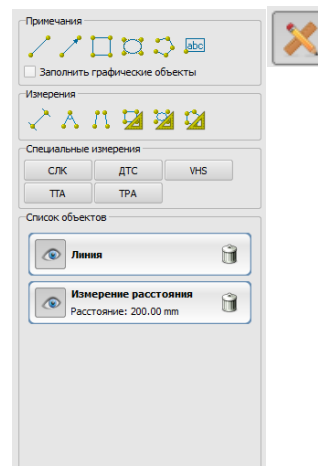 Примечания
abc
Заполнить графические объекты
Измерения
Специальные измерения
СЛК ДТС VHS
TTA TPA
Список объектов
Линия
Измерение расстояния
Расстояние: 200.00 mm